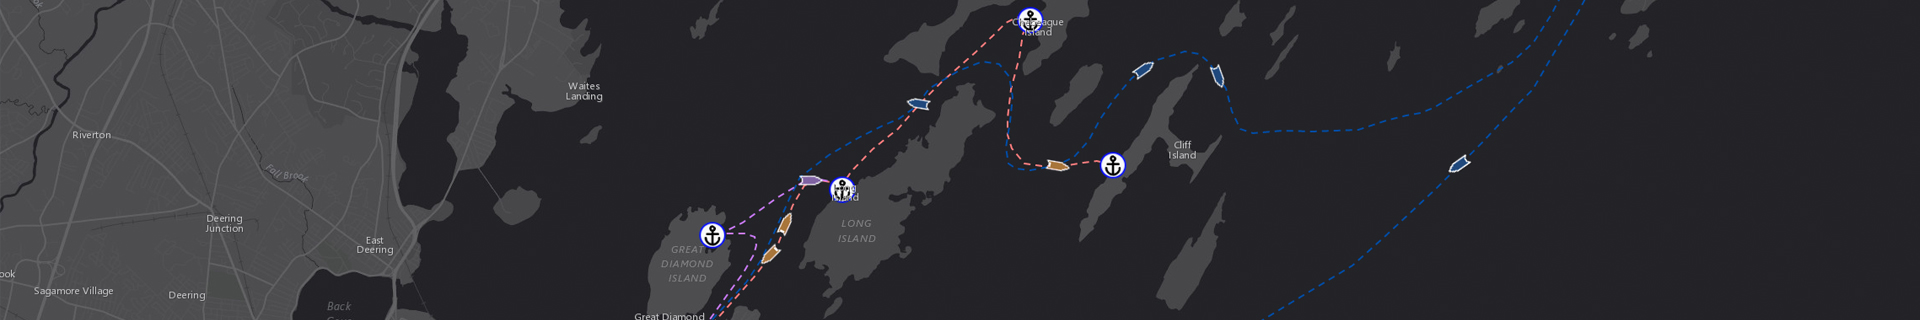 Chebeague
Island
Waites
Landing
Riverton
Cliff
Island
Fall Brook
Island
Deering
Junction
LONG
ISLAND
East
Deering
GREAT
DIAMOND
ISLAND
ook
Sagamore Village
Deering
Back
Great Diamond